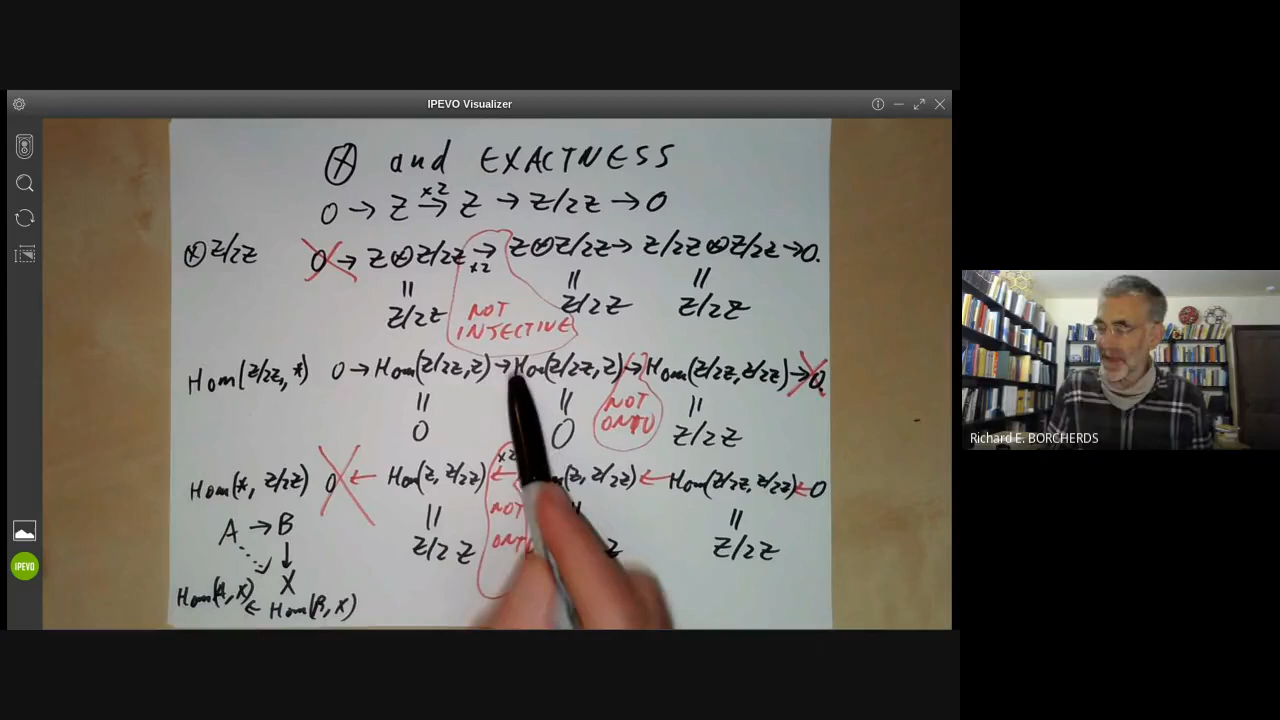 IPEVO Visualizer
⊗ and EXACTNESS
0 → Z →×2 Z → Z/2Z → 0
⊗Z/2Z 0 → Z⊗Z/2Z →×2 Z⊗Z/2Z → Z/2Z⊗Z/2Z → 0.
॥ ॥ ॥
Z/2Z Z/2Z Z/2Z
NOT
INJECTIVE
Hom(Z/2Z, *) 0 → Hom(Z/2Z, Z) → Hom(Z/2Z, Z) → Hom(Z/2Z, Z/2Z) → 0
॥ ॥ ॥
0 0 Z/2Z
NOT
ONTO
Hom(*, Z/2Z) 0 ← Hom(Z, Z/2Z) ←×2 (Z, Z/2Z) ← Hom(Z/2Z, Z/2Z) ← 0
॥ ॥
Z/2Z Z/2Z
NOT
A → B
↓
X
Hom(A, X) ← Hom(B, X)
Richard E. BORCHERDS
IPEVO